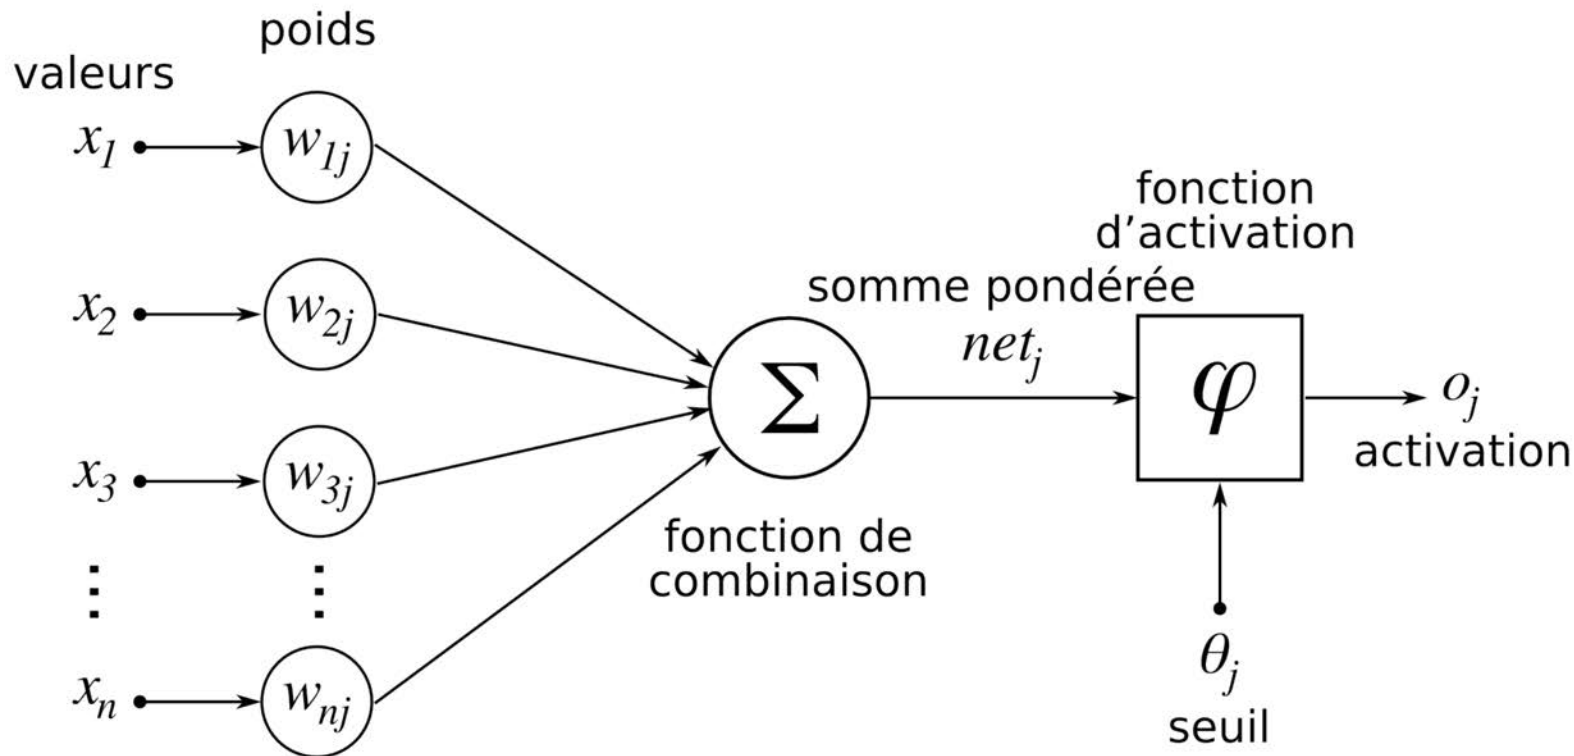 poids
valeurs
x₁
w₁ⱼ
x₂
w₂ⱼ
x₃
w₃ⱼ
⋮ ⋮
xₙ
wₙⱼ
Σ
fonction de
combinaison
somme pondérée
netⱼ
fonction
d’activation
φ
oⱼ
activation
θⱼ
seuil